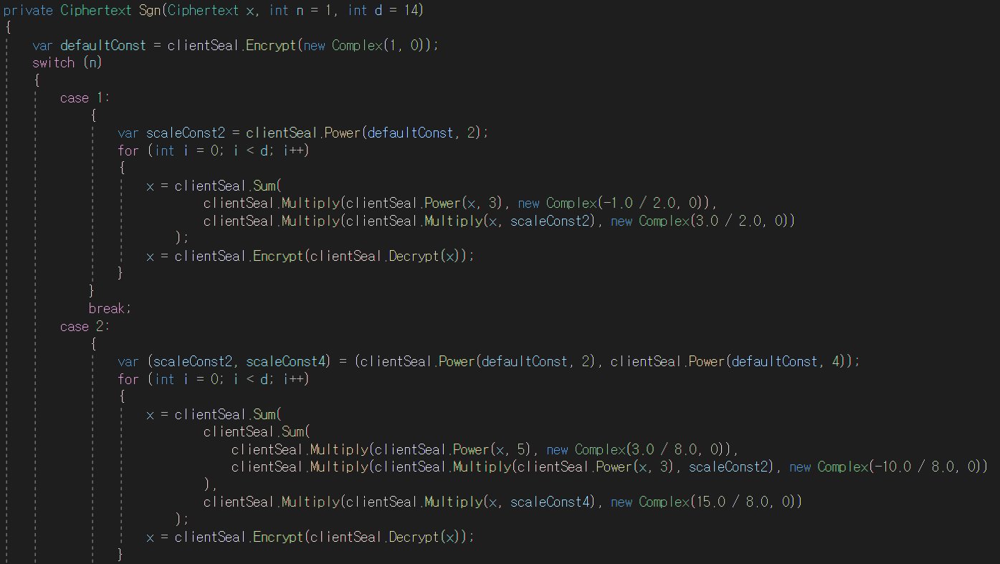 private Ciphertext Sgn(Ciphertext x, int n = 1, int d = 14)
{
var defaultConst = clientSeal.Encrypt(new Complex(1, 0));
switch (n)
{
case 1:
{
var scaleConst2 = clientSeal.Power(defaultConst, 2);
for (int i = 0; i < d; i++)
{
x = clientSeal.Sum(
clientSeal.Multiply(clientSeal.Power(x, 3), new Complex(-1.0 / 2.0, 0)),
clientSeal.Multiply(clientSeal.Multiply(x, scaleConst2), new Complex(3.0 / 2.0, 0))
);
x = clientSeal.Encrypt(clientSeal.Decrypt(x));
}
}
break;
case 2:
{
var (scaleConst2, scaleConst4) = (clientSeal.Power(defaultConst, 2), clientSeal.Power(defaultConst, 4));
for (int i = 0; i < d; i++)
{
x = clientSeal.Sum(
clientSeal.Sum(
clientSeal.Multiply(clientSeal.Power(x, 5), new Complex(3.0 / 8.0, 0)),
clientSeal.Multiply(clientSeal.Multiply(clientSeal.Power(x, 3), scaleConst2), new Complex(-10.0 / 8.0, 0))
),
clientSeal.Multiply(clientSeal.Multiply(x, scaleConst4), new Complex(15.0 / 8.0, 0))
);
x = clientSeal.Encrypt(clientSeal.Decrypt(x));
}